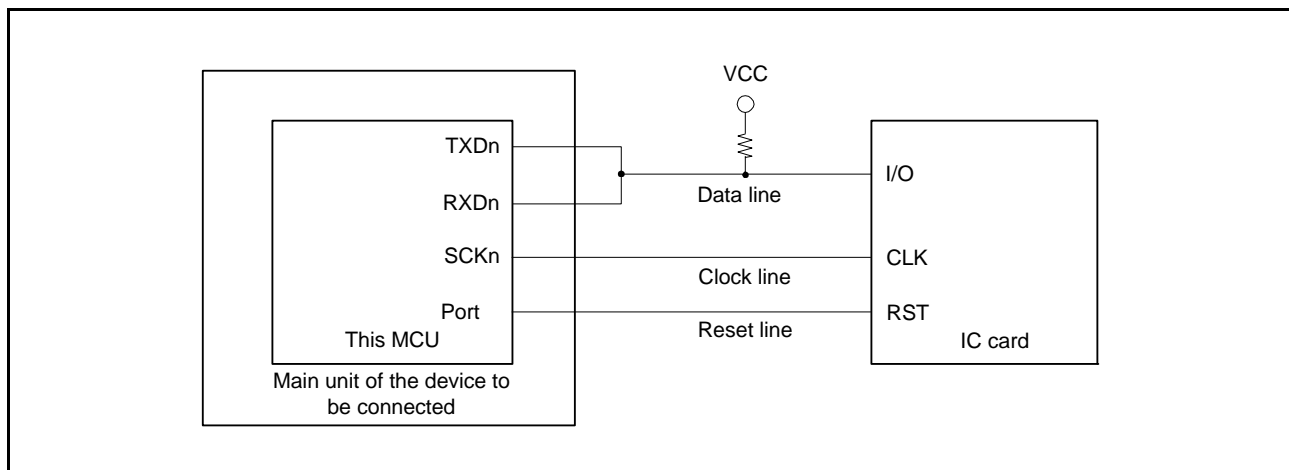 VCC
TXDn
I/O
RXDn
Data line
SCKn
CLK
Clock line
Port
RST
Reset line
This MCU
IC card
Main unit of the device to
be connected